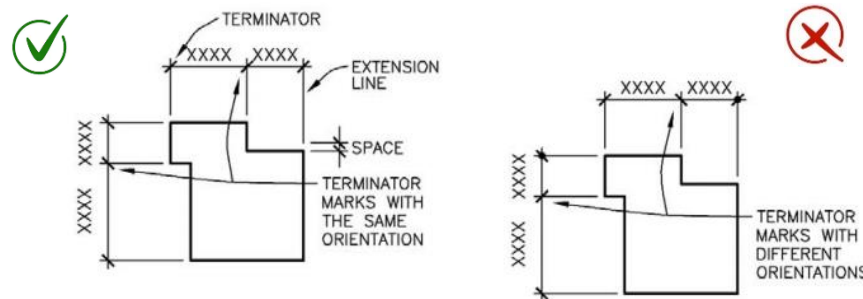 TERMINATOR
XXXX
XXXX
EXTENSION
LINE
XXXX
SPACE
XXXX
TERMINATOR
MARKS WITH
THE SAME
ORIENTATION
XXXX
XXXX
XXXX
XXXX
TERMINATOR
MARKS WITH
DIFFERENT
ORIENTATIONS